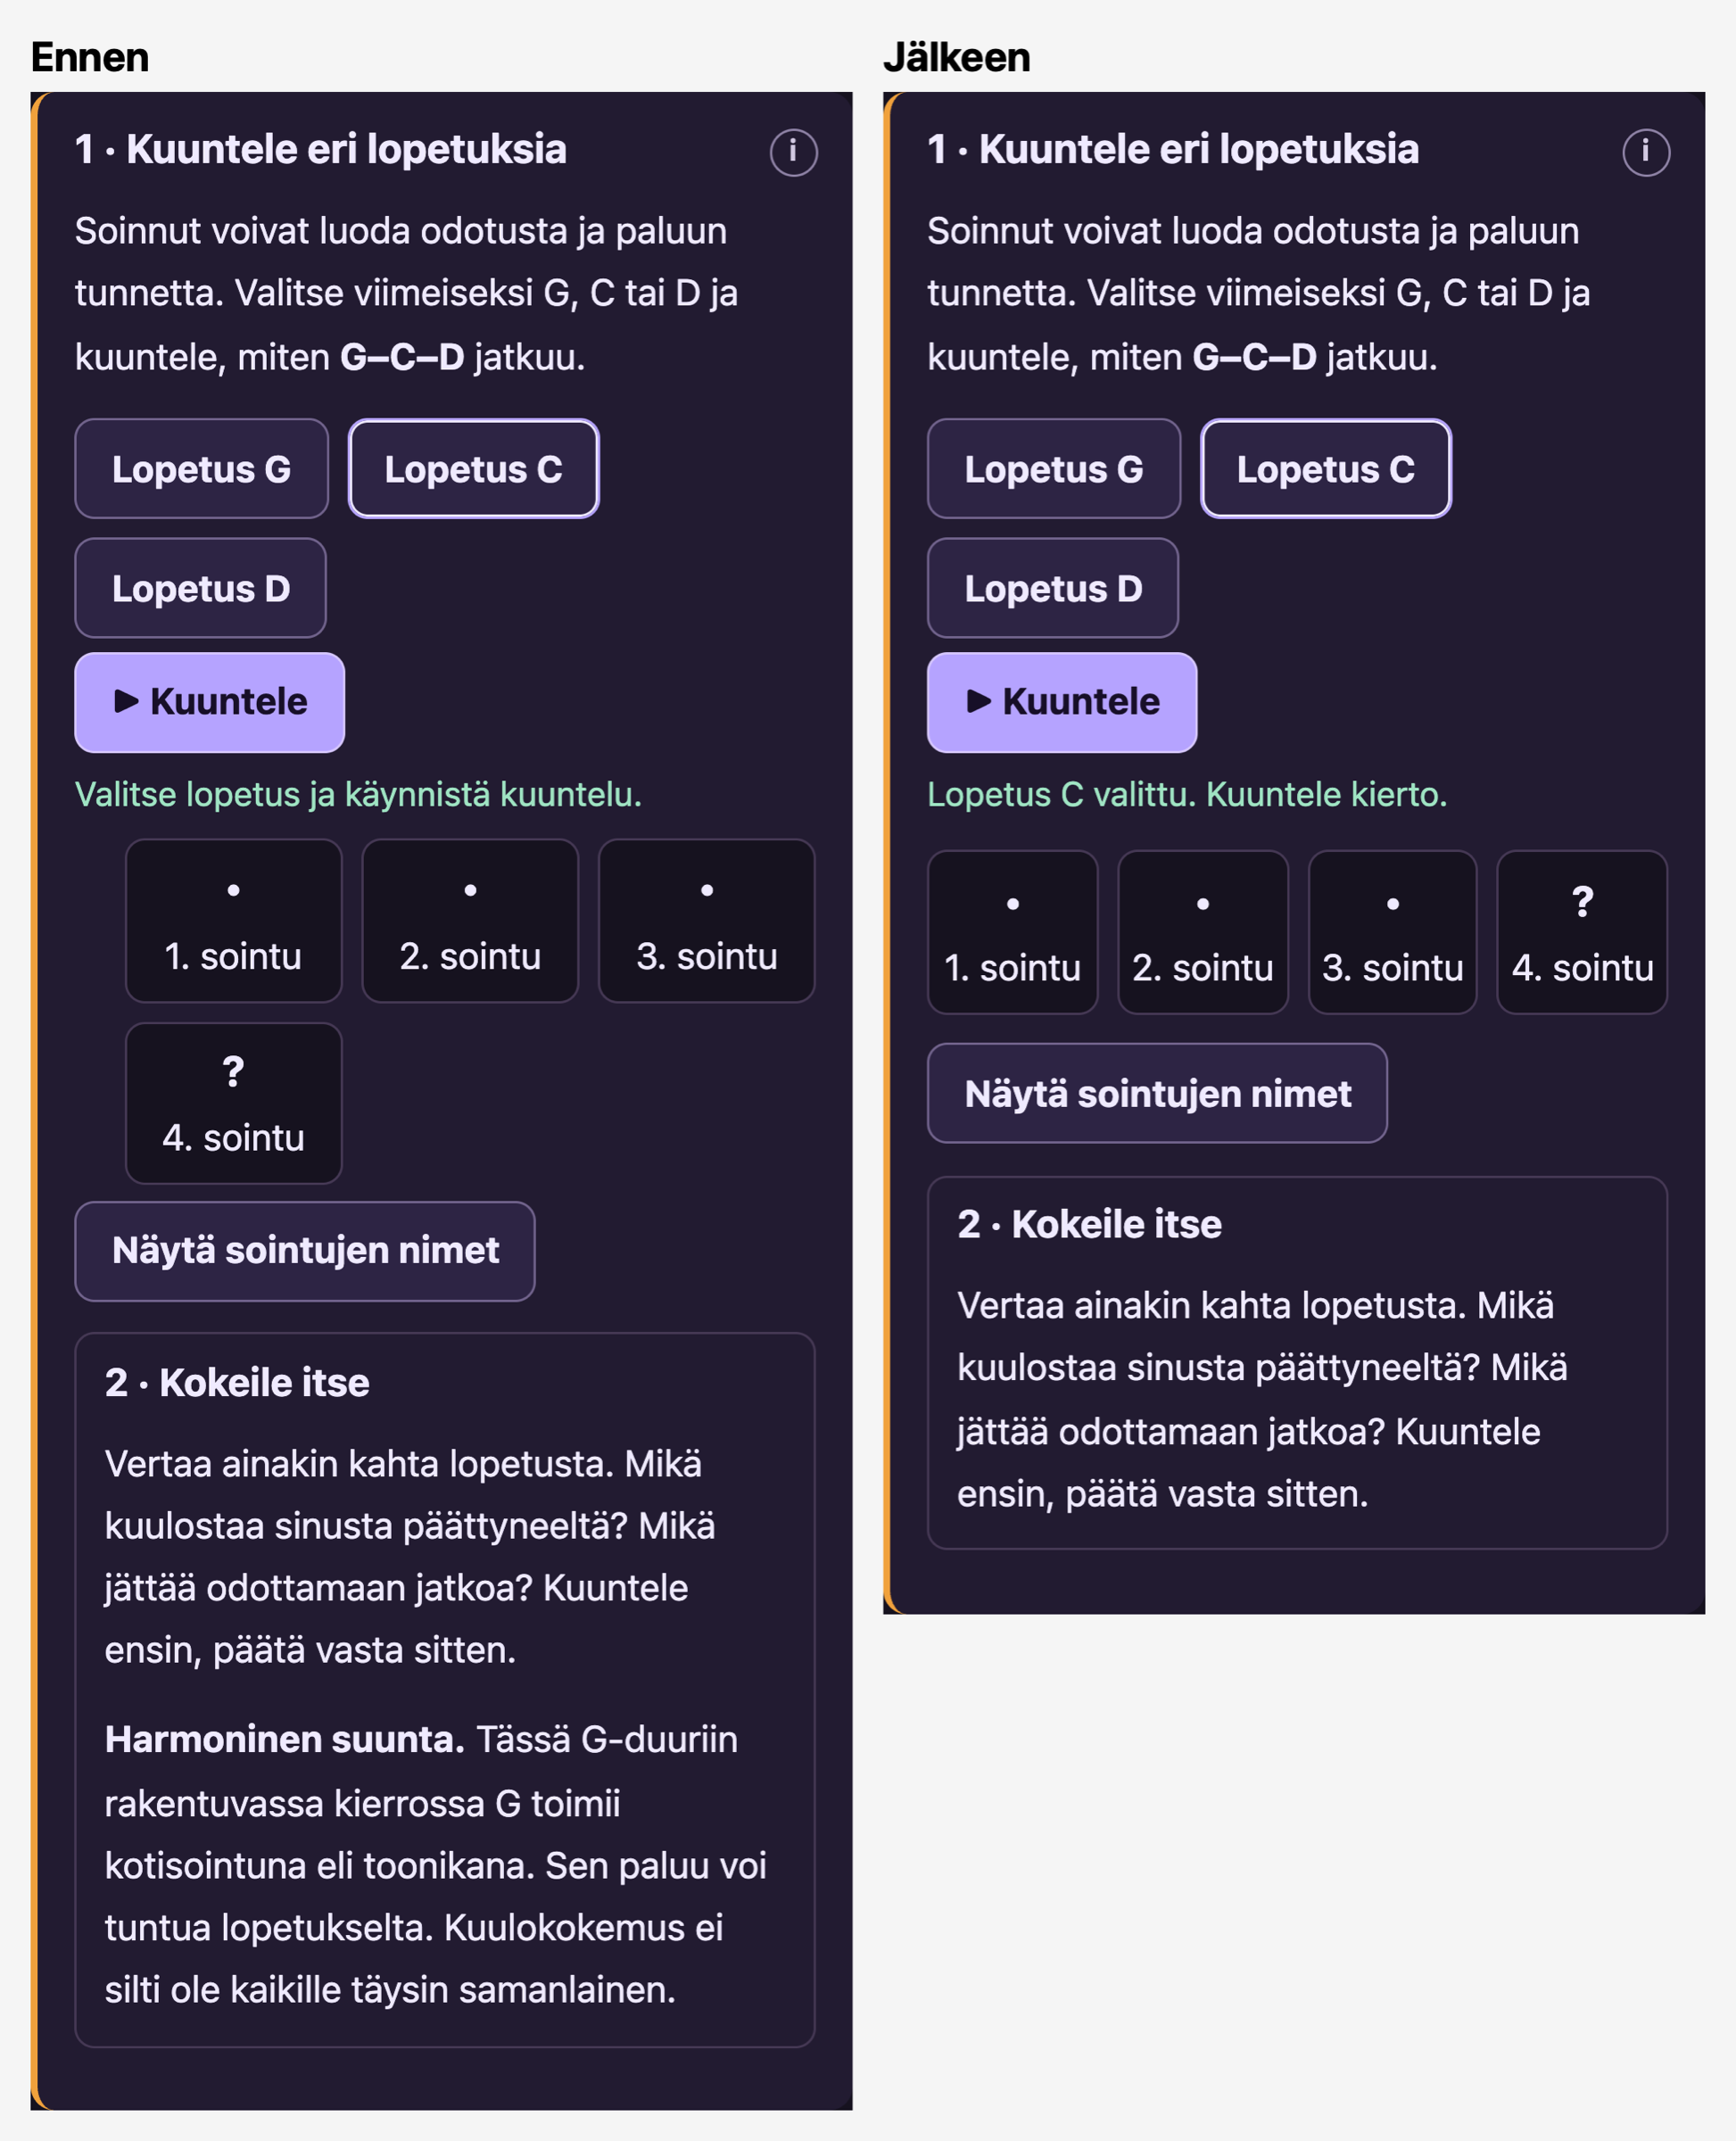 Ennen
1 · Kuuntele eri lopetuksia
i
Soinnut voivat luoda odotusta ja paluun
tunnetta. Valitse viimeiseksi G, C tai D ja
kuuntele, miten G–C–D jatkuu.
Lopetus G
Lopetus C
Lopetus D
▶ Kuuntele
Valitse lopetus ja käynnistä kuuntelu.
•
1. sointu
•
2. sointu
•
3. sointu
?
4. sointu
Näytä sointujen nimet
2 · Kokeile itse
Vertaa ainakin kahta lopetusta. Mikä
kuulostaa sinusta päättyneeltä? Mikä
jättää odottamaan jatkoa? Kuuntele
ensin, päätä vasta sitten.
Harmoninen suunta. Tässä G-duuriin
rakentuvassa kierrossa G toimii
kotisointuna eli toonikana. Sen paluu voi
tuntua lopetukselta. Kuulokokemus ei
silti ole kaikille täysin samanlainen.
Jälkeen
1 · Kuuntele eri lopetuksia
i
Soinnut voivat luoda odotusta ja paluun
tunnetta. Valitse viimeiseksi G, C tai D ja
kuuntele, miten G–C–D jatkuu.
Lopetus G
Lopetus C
Lopetus D
▶ Kuuntele
Lopetus C valittu. Kuuntele kierto.
•
1. sointu
•
2. sointu
•
3. sointu
?
4. sointu
Näytä sointujen nimet
2 · Kokeile itse
Vertaa ainakin kahta lopetusta. Mikä
kuulostaa sinusta päättyneeltä? Mikä
jättää odottamaan jatkoa? Kuuntele
ensin, päätä vasta sitten.